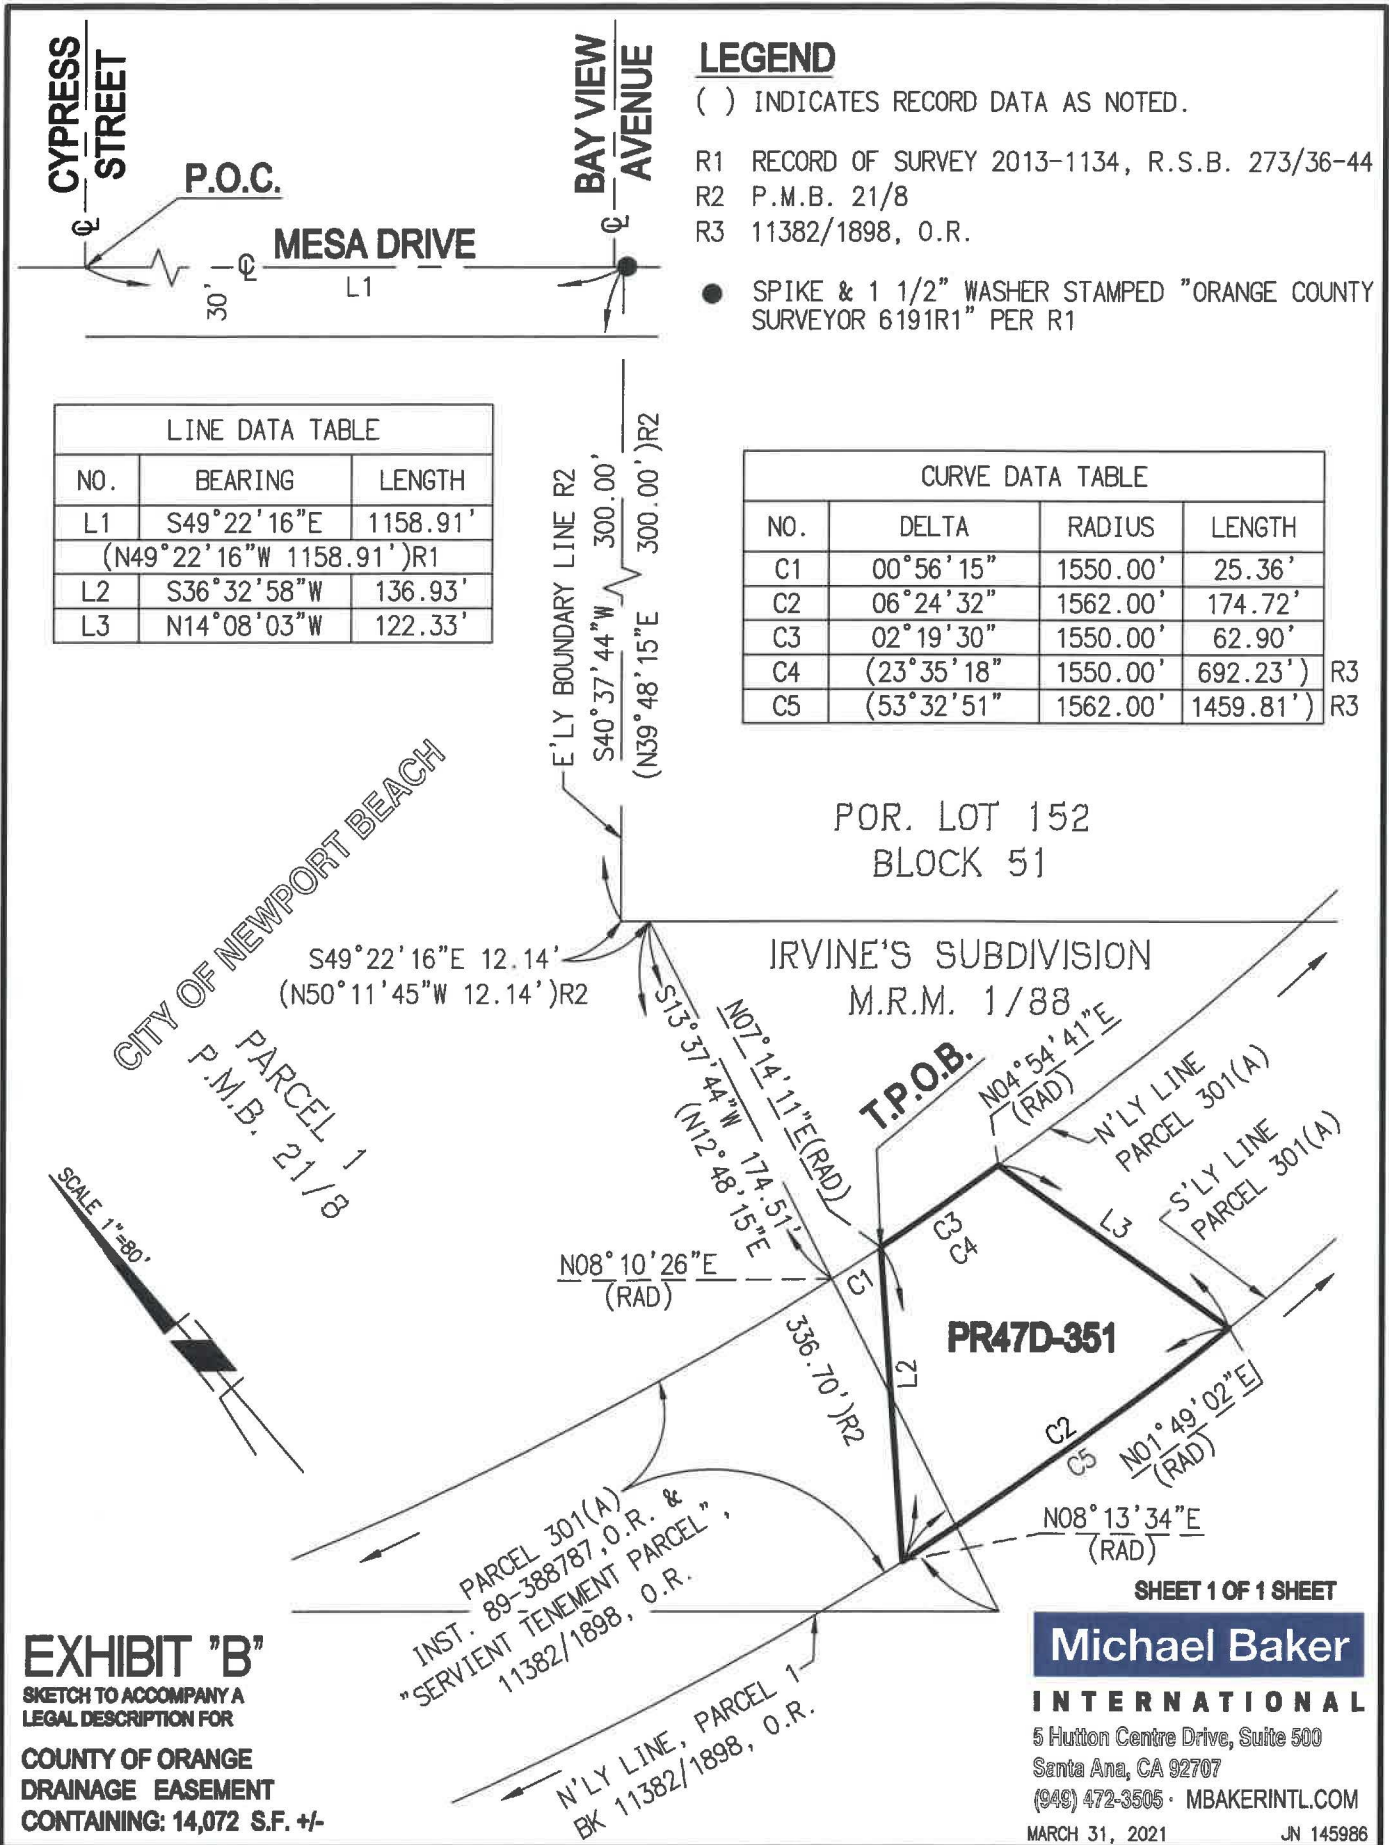 CYPRESS
STREET
BAY VIEW
AVENUE
P.O.C.
MESA DRIVE
℄
℄
℄
30'
L1
LEGEND
( ) INDICATES RECORD DATA AS NOTED.
R1 RECORD OF SURVEY 2013-1134, R.S.B. 273/36-44
R2 P.M.B. 21/8
R3 11382/1898, O.R.
● SPIKE & 1 1/2" WASHER STAMPED "ORANGE COUNTY
SURVEYOR 6191R1" PER R1
LINE DATA TABLE
NO. BEARING LENGTH
L1 S49°22'16"E 1158.91'
(N49°22'16"W 1158.91')R1
L2 S36°32'58"W 136.93'
L3 N14°08'03"W 122.33'
E'LY BOUNDARY LINE R2
S40°37'44"W 300.00'
(N39°48'15"E 300.00')R2
CURVE DATA TABLE
NO. DELTA RADIUS LENGTH
C1 00°56'15" 1550.00' 25.36'
C2 06°24'32" 1562.00' 174.72'
C3 02°19'30" 1550.00' 62.90'
C4 (23°35'18" 1550.00' 692.23') R3
C5 (53°32'51" 1562.00' 1459.81') R3
CITY OF NEWPORT BEACH
PARCEL 1
P.M.B. 21/8
POR. LOT 152
BLOCK 51
IRVINE'S SUBDIVISION
M.R.M. 1/88
S49°22'16"E 12.14'
(N50°11'45"W 12.14')R2
S13°37'44"W 174.51'
(N12°48'15"E 336.70')R2
N07°14'11"E(RAD)
T.P.O.B.
N04°54'41"E
(RAD)
N'LY LINE
PARCEL 301(A)
S'LY LINE
PARCEL 301(A)
SCALE 1"=80'
N08°10'26"E
(RAD)
C1
C3
C4
L3
L2
PR47D-351
C2
C5
N01°49'02"E
(RAD)
N08°13'34"E
(RAD)
PARCEL 301(A)
INST. 89-388787,O.R. &
"SERVIENT TENEMENT PARCEL",
11382/1898, O.R.
N'LY LINE, PARCEL 1
BK 11382/1898, O.R.
EXHIBIT "B"
SKETCH TO ACCOMPANY A
LEGAL DESCRIPTION FOR
COUNTY OF ORANGE
DRAINAGE EASEMENT
CONTAINING: 14,072 S.F. +/-
SHEET 1 OF 1 SHEET
Michael Baker
INTERNATIONAL
5 Hutton Centre Drive, Suite 500
Santa Ana, CA 92707
(949) 472-3505 · MBAKERINTL.COM
MARCH 31, 2021 JN 145986